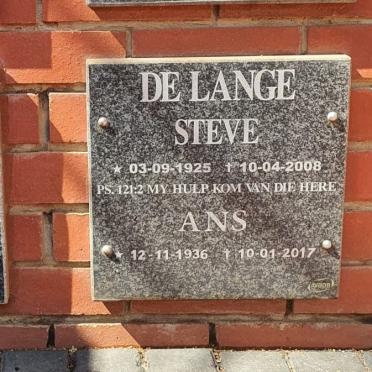 DE LANGE
STEVE
★ 03-09-1925 † 10-04-2008
PS. 121:2 MY HULP KOM VAN DIE HERE
ANS
★ 12-11-1936 † 10-01-2017